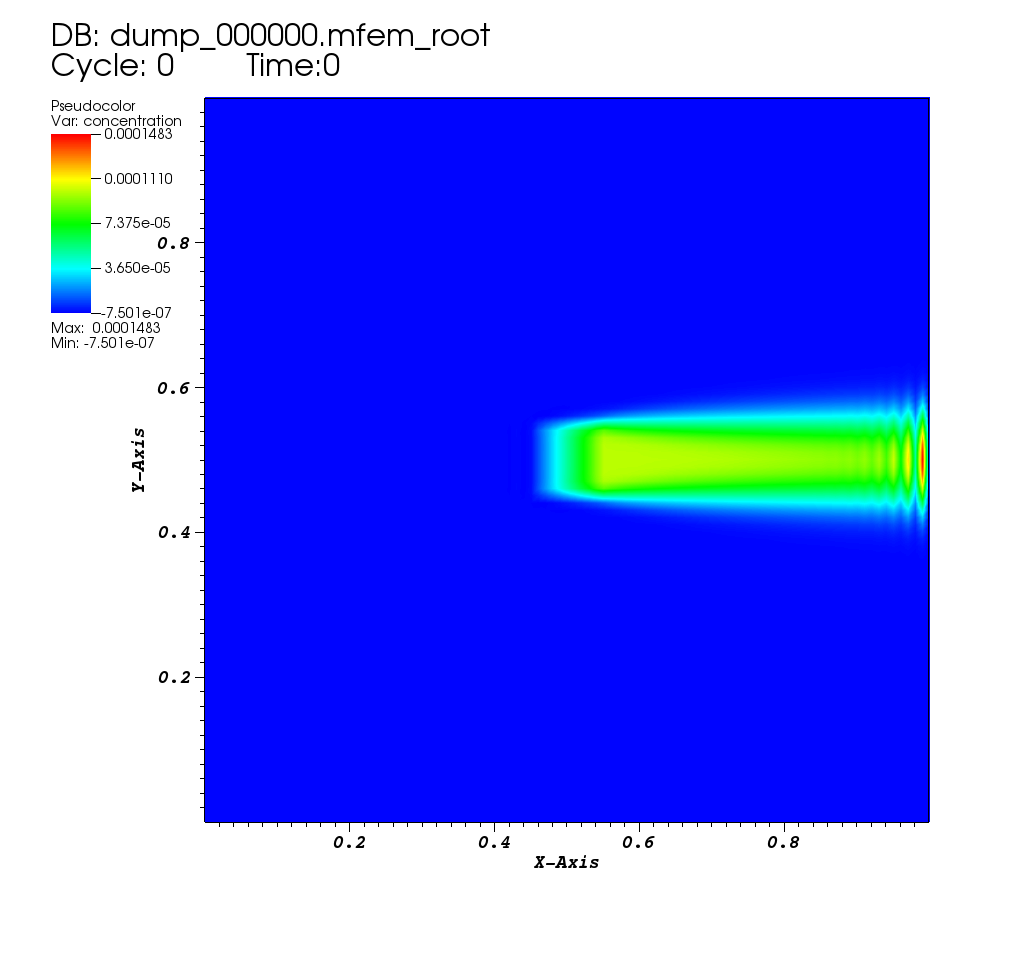 DB: dump_000000.mfem_root
Cycle: 0 Time:0
Pseudocolor
Var: concentration
0.0001483
0.0001110
7.375e-05
3.650e-05
-7.501e-07
Max: 0.0001483
Min: -7.501e-07
0.8
0.6
0.4
0.2
Y-Axis
0.2 0.4 0.6 0.8
X-Axis